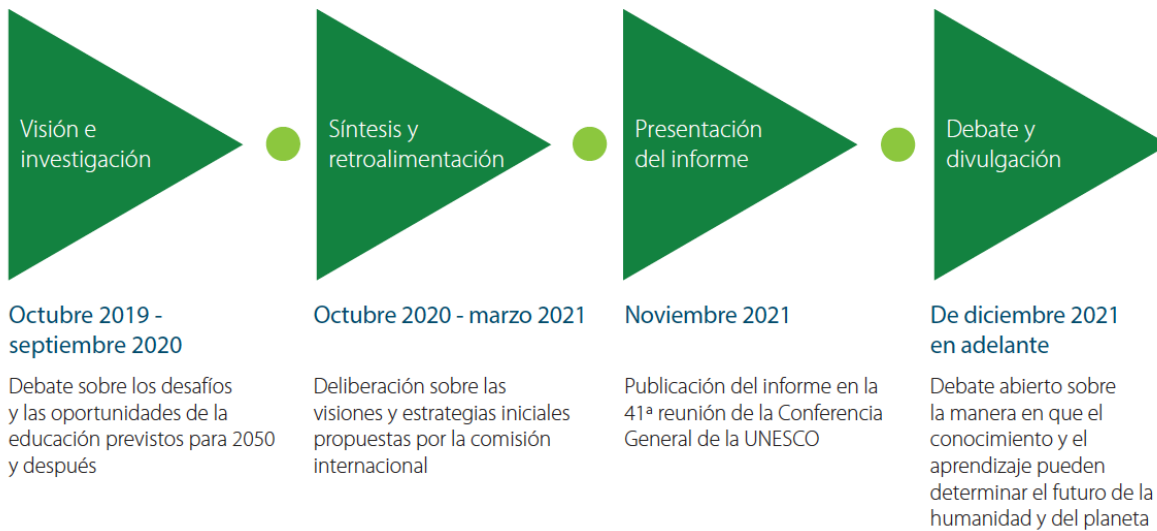 Visión e
investigación
Síntesis y
retroalimentación
Presentación
del informe
Debate y
divulgación
Octubre 2019 -
septiembre 2020
Debate sobre los desafíos
y las oportunidades de la
educación previstos para 2050
y después
Octubre 2020 - marzo 2021
Deliberación sobre las
visiones y estrategias iniciales
propuestas por la comisión
internacional
Noviembre 2021
Publicación del informe en la
41ª reunión de la Conferencia
General de la UNESCO
De diciembre 2021
en adelante
Debate abierto sobre
la manera en que el
conocimiento y el
aprendizaje pueden
determinar el futuro de la
humanidad y del planeta